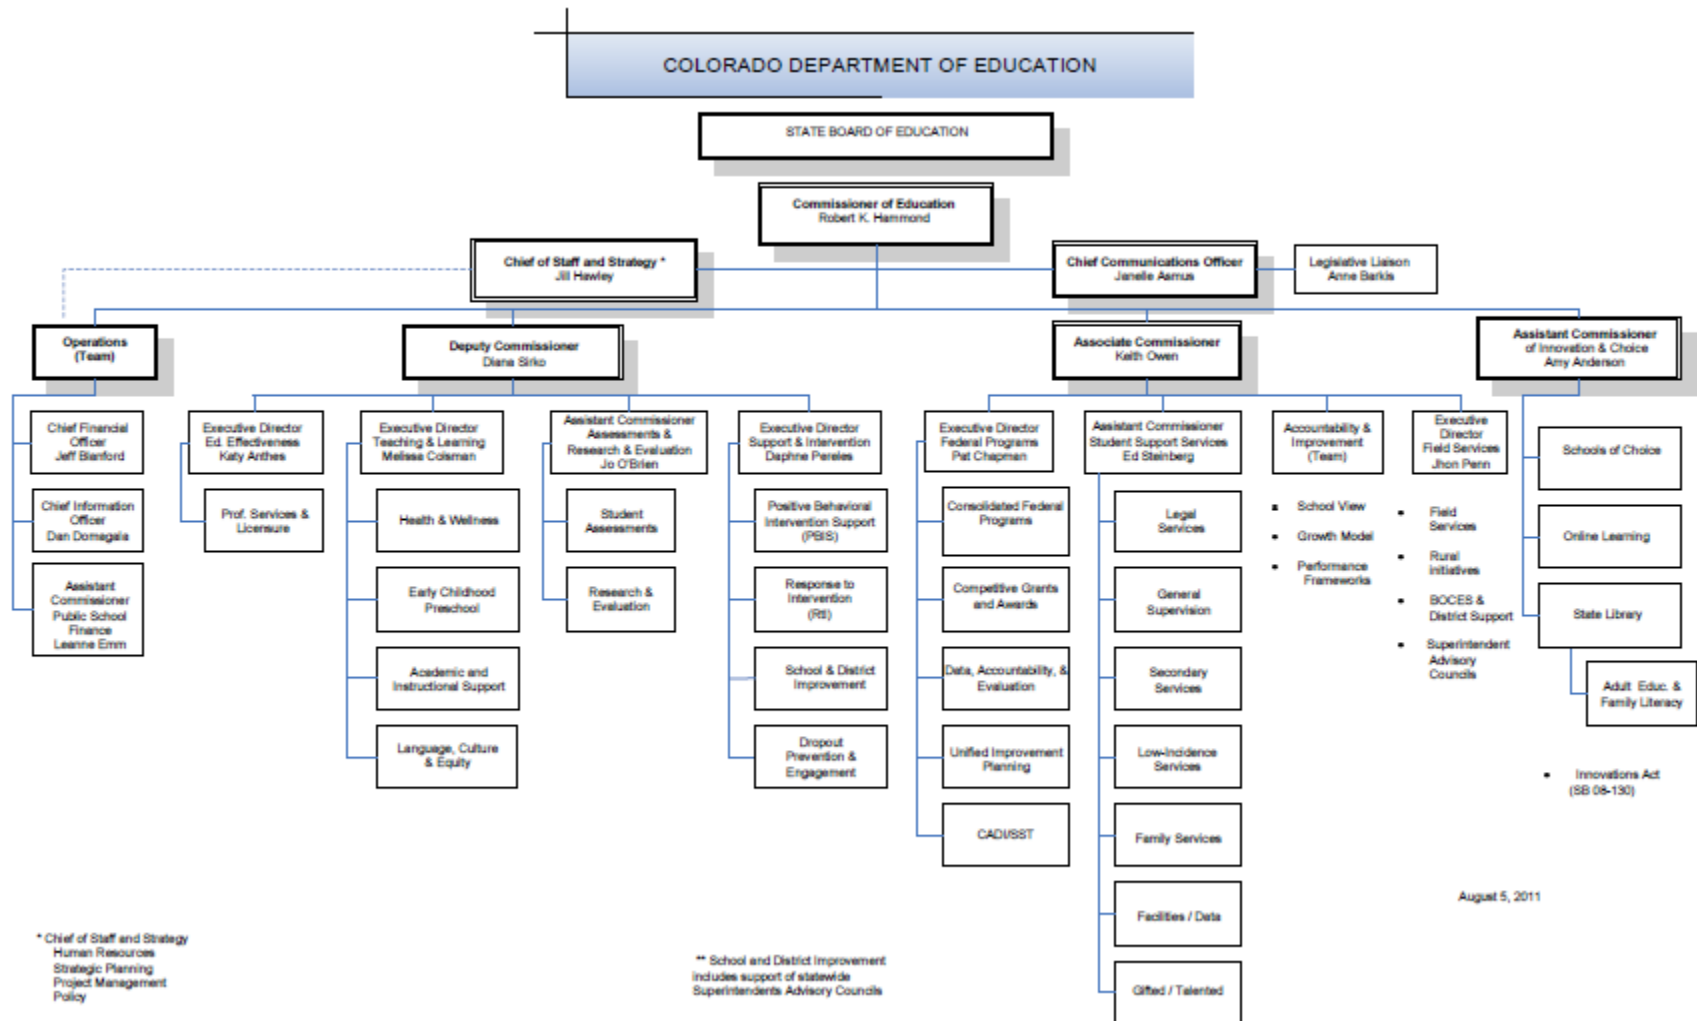 COLORADO DEPARTMENT OF EDUCATION
STATE BOARD OF EDUCATION
Commissioner of Education
Robert K. Hammond
Chief of Staff and Strategy *
Jill Hawley
Chief Communications Officer
Janelle Asmus
Legislative Liaison
Anne Barkis
Operations
(Team)
Deputy Commissioner
Diana Sirko
Associate Commissioner
Keith Owen
Assistant Commissioner
of Innovation & Choice
Amy Anderson
Chief Financial
Officer
Jeff Blanford
Chief Information
Officer
Dan Domagala
Assistant
Commissioner
Public School
Finance
Leanne Emm
Executive Director
Ed. Effectiveness
Katy Anthes
Prof. Services &
Licensure
Executive Director
Teaching & Learning
Melissa Colsman
Health & Wellness
Early Childhood
Preschool
Academic and
Instructional Support
Language, Culture
& Equity
Assistant Commissioner
Assessments &
Research & Evaluation
Jo O'Brien
Student
Assessments
Research &
Evaluation
Executive Director
Support & Intervention
Daphne Pereles
Positive Behavioral
Intervention Support
(PBIS)
Response to
Intervention
(RtI)
School & District
Improvement
Dropout
Prevention &
Engagement
Executive Director
Federal Programs
Pat Chapman
Consolidated Federal
Programs
Competitive Grants
and Awards
Data, Accountability, &
Evaluation
Unified Improvement
Planning
CADI/SST
Assistant Commissioner
Student Support Services
Ed Steinberg
Legal
Services
General
Supervision
Secondary
Services
Low-Incidence
Services
Family Services
Facilities / Data
Gifted / Talented
Accountability &
Improvement
(Team)
• School View
• Growth Model
• Performance
Frameworks
Executive
Director
Field Services
Jhon Penn
• Field
Services
• Rural
initiatives
• BOCES &
District Support
• Superintendent
Advisory
Councils
Schools of Choice
Online Learning
State Library
Adult Educ. &
Family Literacy
• Innovations Act
(SB 08-130)
August 5, 2011
* Chief of Staff and Strategy
Human Resources
Strategic Planning
Project Management
Policy
** School and District Improvement
includes support of statewide
Superintendents Advisory Councils